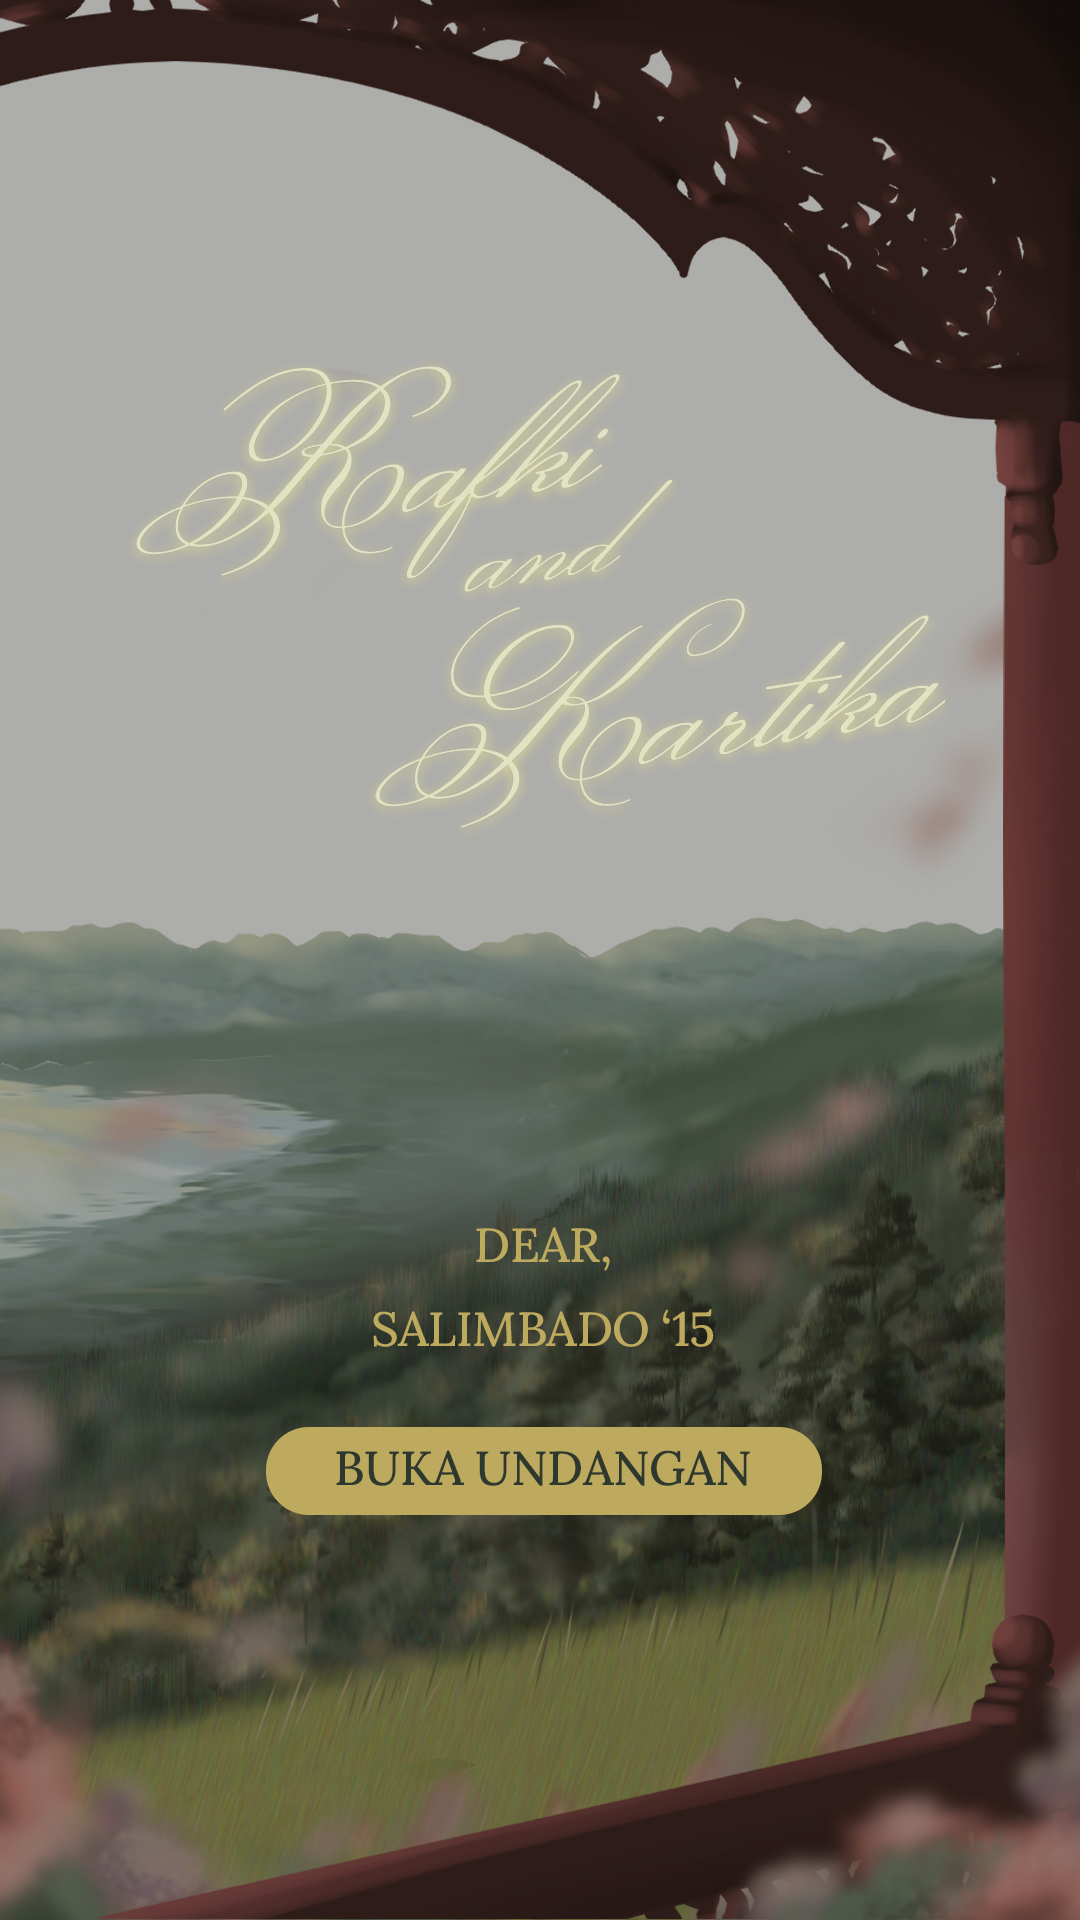 Rafki
and
Kartika
DEAR,
SALIMBADO ‘15
BUKA UNDANGAN